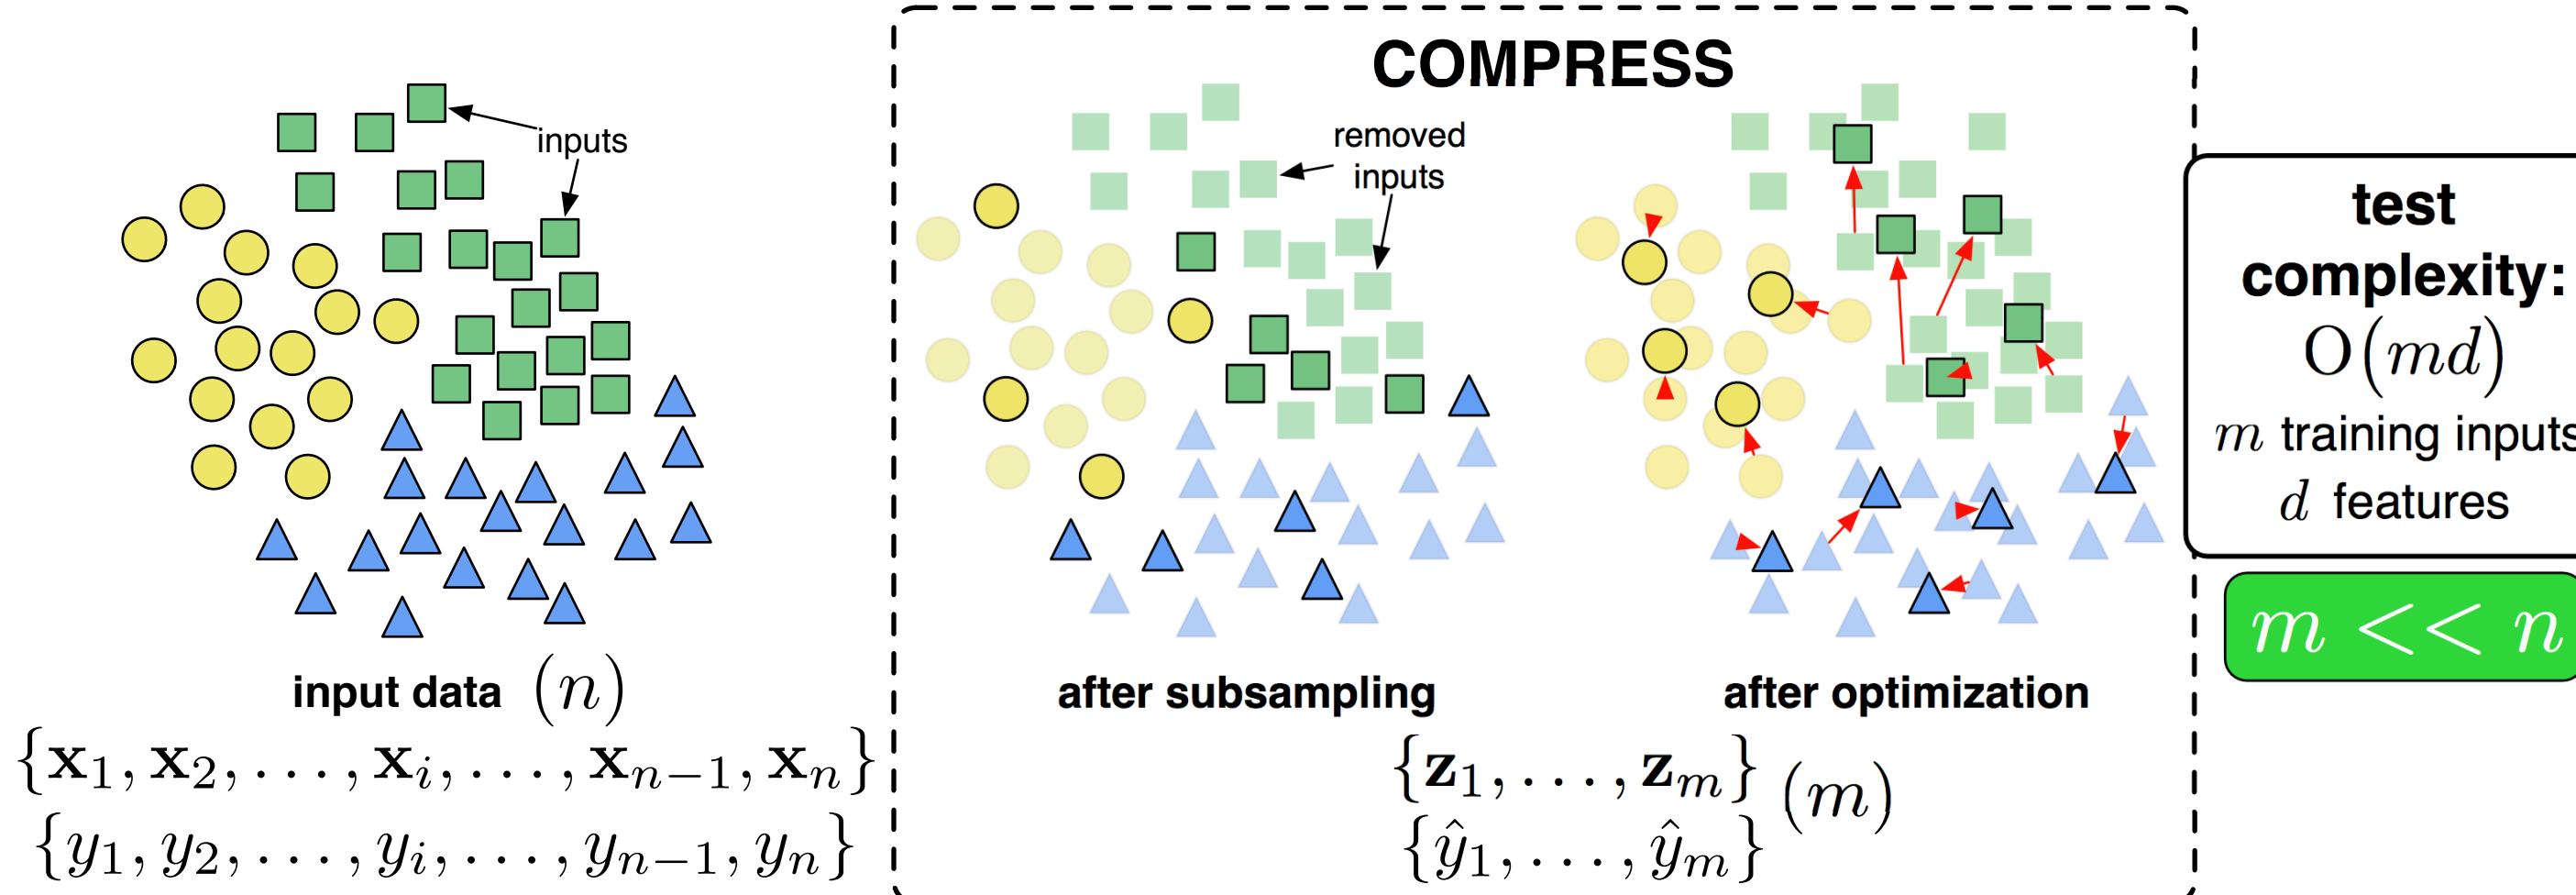 COMPRESS
inputs
removed
inputs
test
complexity:
O(md)
m training inputs
d features
m << n
input data (n)
after subsampling
after optimization
{x₁, x₂, . . . , xᵢ, . . . , xₙ₋₁, xₙ}
{y₁, y₂, . . . , yᵢ, . . . , yₙ₋₁, yₙ}
{z₁, . . . , zₘ} (m)
{ŷ₁, . . . , ŷₘ}